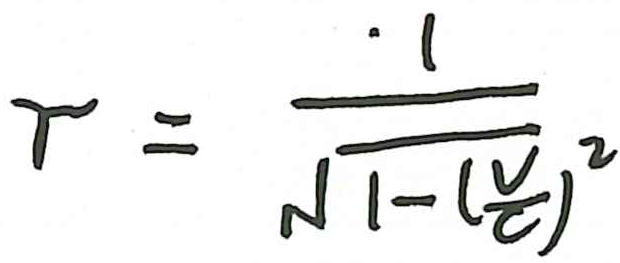 γ = 1 / √(1-(v/c)²)